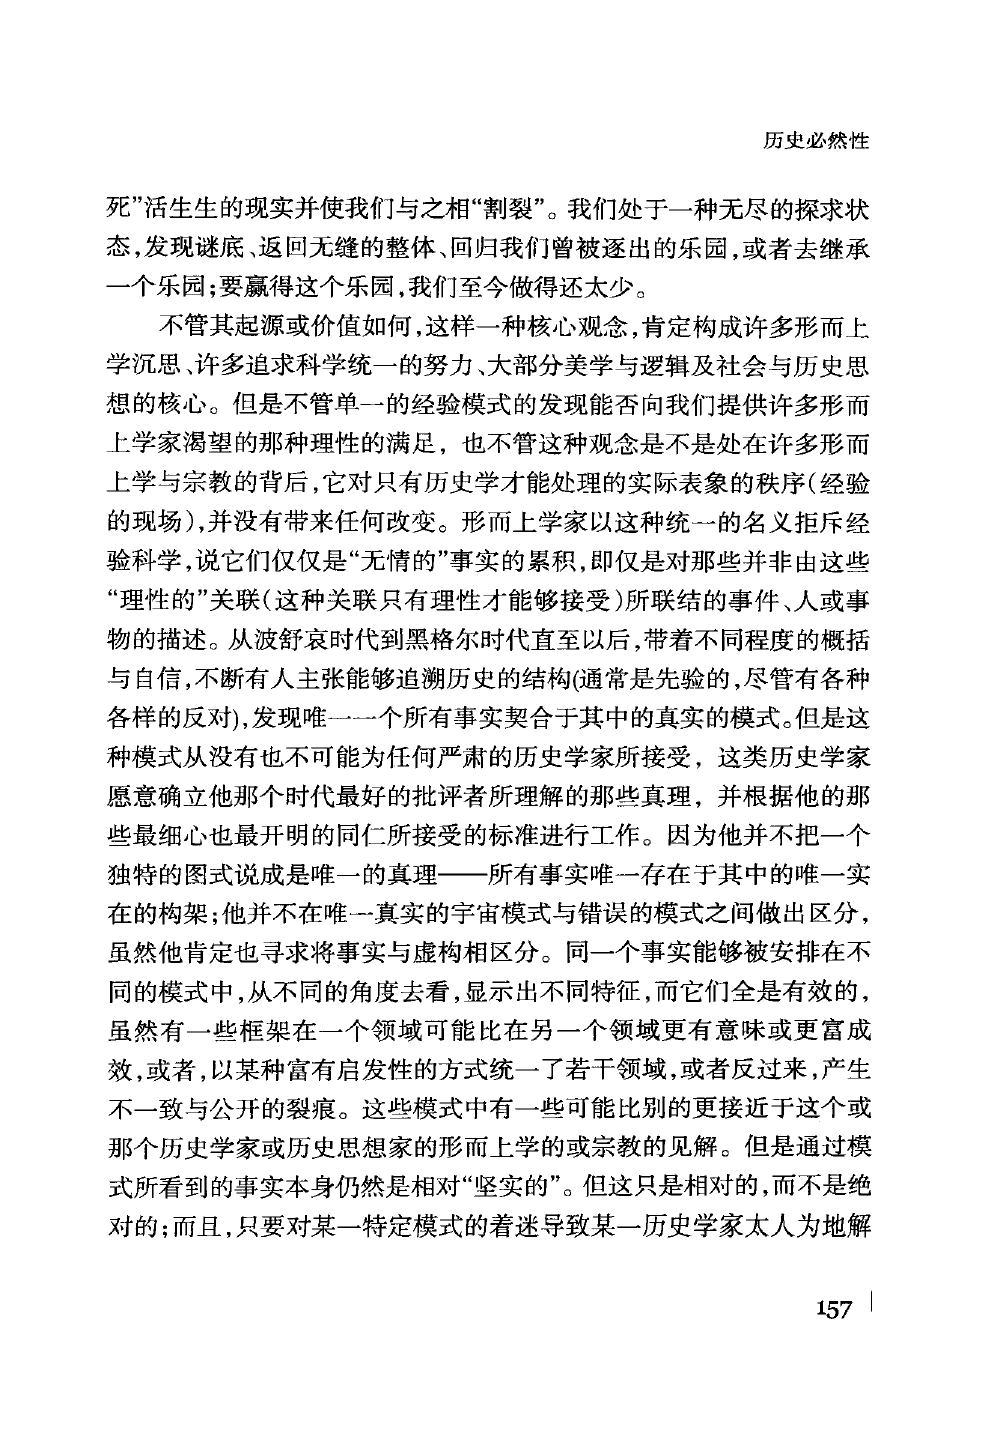 历史必然性
死”活生生的现实并使我们与之相“割裂”。我们处于一种无尽的探求状
态,发现谜底、返回无缝的整体、回归我们曾被逐出的乐园,或者去继承
一个乐园;要赢得这个乐园,我们至今做得还太少。
不管其起源或价值如何,这样一种核心观念,肯定构成许多形而上
学沉思、许多追求科学统一的努力、大部分美学与逻辑及社会与历史思
想的核心。但是不管单一的经验模式的发现能否向我们提供许多形而
上学家渴望的那种理性的满足，也不管这种观念是不是处在许多形而
上学与宗教的背后,它对只有历史学才能处理的实际表象的秩序(经验
的现场),并没有带来任何改变。形而上学家以这种统一的名义拒斥经
验科学,说它们仅仅是“无情的”事实的累积,即仅是对那些并非由这些
“理性的”关联(这种关联只有理性才能够接受)所联结的事件、人或事
物的描述。从波舒哀时代到黑格尔时代直至以后,带着不同程度的概括
与自信,不断有人主张能够追溯历史的结构(通常是先验的,尽管有各种
各样的反对),发现唯一一个所有事实契合于其中的真实的模式。但是这
种模式从没有也不可能为任何严肃的历史学家所接受，这类历史学家
愿意确立他那个时代最好的批评者所理解的那些真理，并根据他的那
些最细心也最开明的同仁所接受的标准进行工作。因为他并不把一个
独特的图式说成是唯一的真理——所有事实唯一存在于其中的唯一实
在的构架;他并不在唯一真实的宇宙模式与错误的模式之间做出区分,
虽然他肯定也寻求将事实与虚构相区分。同一个事实能够被安排在不
同的模式中,从不同的角度去看,显示出不同特征,而它们全是有效的,
虽然有一些框架在一个领域可能比在另一个领域更有意味或更富成
效,或者,以某种富有启发性的方式统一了若干领域,或者反过来,产生
不一致与公开的裂痕。这些模式中有一些可能比别的更接近于这个或
那个历史学家或历史思想家的形而上学的或宗教的见解。但是通过模
式所看到的事实本身仍然是相对“坚实的”。但这只是相对的,而不是绝
对的;而且,只要对某一特定模式的着迷导致某一历史学家太人为地解
157